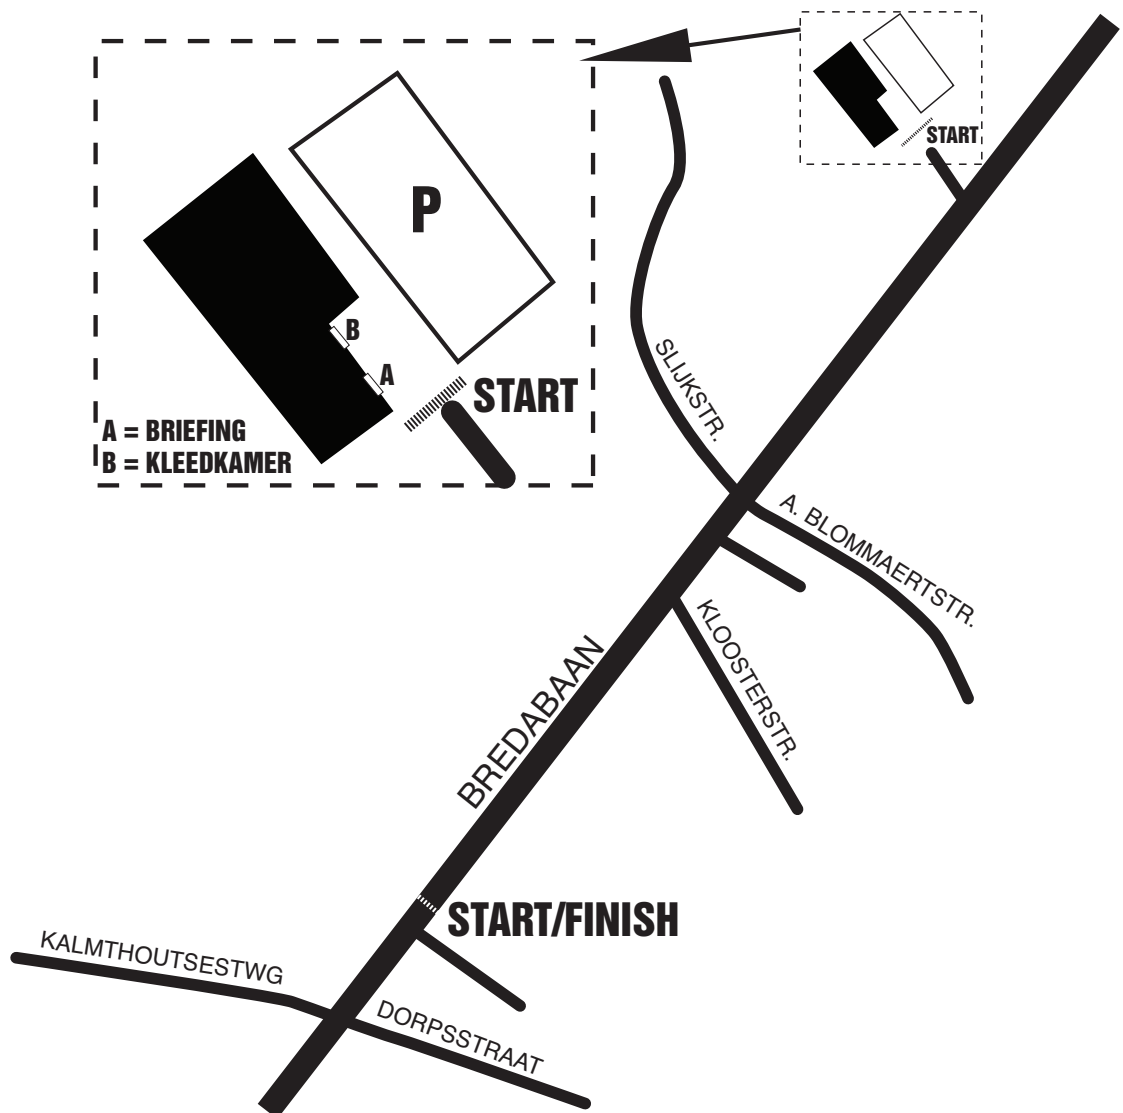 START
P
B
A
START
A = BRIEFING
B = KLEEDKAMER
SLIJKSTR.
A. BLOMMAERTSTR.
KLOOSTERSTR.
BREDABAAN
START/FINISH
KALMTHOUTSESTWG
DORPSSTRAAT